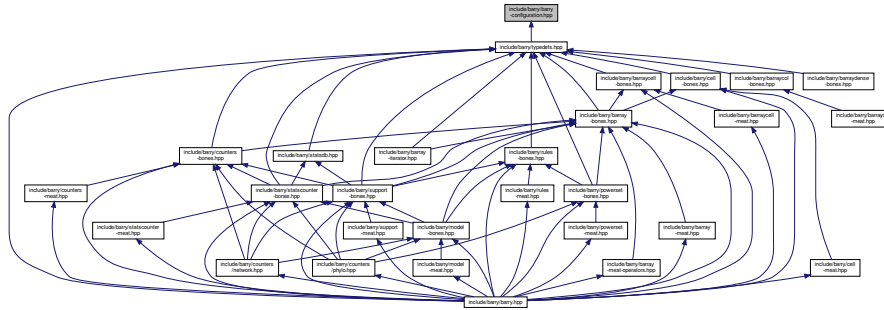 include/barry/barry
-configuration.hpp
include/barry/typedefs.hpp
include/barry/barraycell
-bones.hpp
include/barry/cell
-bones.hpp
include/barry/barraycol
-bones.hpp
include/barry/barraydense
-bones.hpp
include/barry/barray
-bones.hpp
include/barry/barraycell
-meat.hpp
include/barry/barrayc
-meat.hpp
include/barry/counters
-bones.hpp
include/barry/statsdb.hpp
include/barry/barray
-iterator.hpp
include/barry/rules
-bones.hpp
include/barry/counters
-meat.hpp
include/barry/statscounter
-bones.hpp
include/barry/support
-bones.hpp
include/barry/rules
-meat.hpp
include/barry/powerset
-bones.hpp
include/barry/statscounter
-meat.hpp
include/barry/support
-meat.hpp
include/barry/model
-bones.hpp
include/barry/powerset
-meat.hpp
include/barry/barray
-meat.hpp
include/barry/counters
/network.hpp
include/barry/counters
/phylo.hpp
include/barry/model
-meat.hpp
include/barry/barray
-meat-operators.hpp
include/barry/cell
-meat.hpp
include/barry/barry.hpp